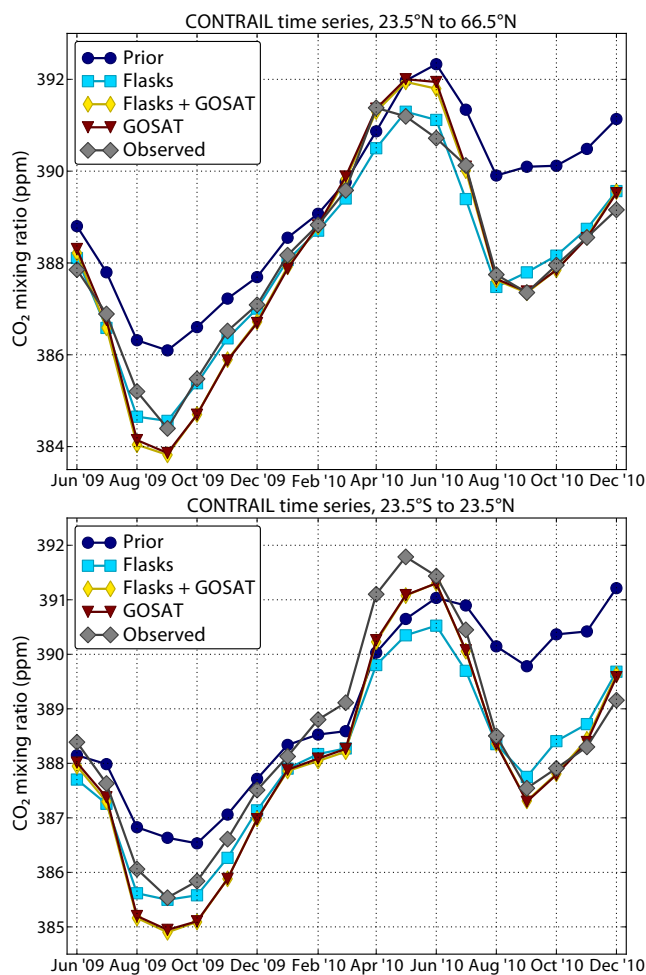 CONTRAIL time series, 23.5°N to 66.5°N
CO₂ mixing ratio (ppm)
392
390
388
386
384
Prior
Flasks
Flasks + GOSAT
GOSAT
Observed
Jun '09 Aug '09 Oct '09 Dec '09 Feb '10 Apr '10 Jun '10 Aug '10 Oct '10 Dec '10
CONTRAIL time series, 23.5°S to 23.5°N
CO₂ mixing ratio (ppm)
392
391
390
389
388
387
386
385
Prior
Flasks
Flasks + GOSAT
GOSAT
Observed
Jun '09 Aug '09 Oct '09 Dec '09 Feb '10 Apr '10 Jun '10 Aug '10 Oct '10 Dec '10